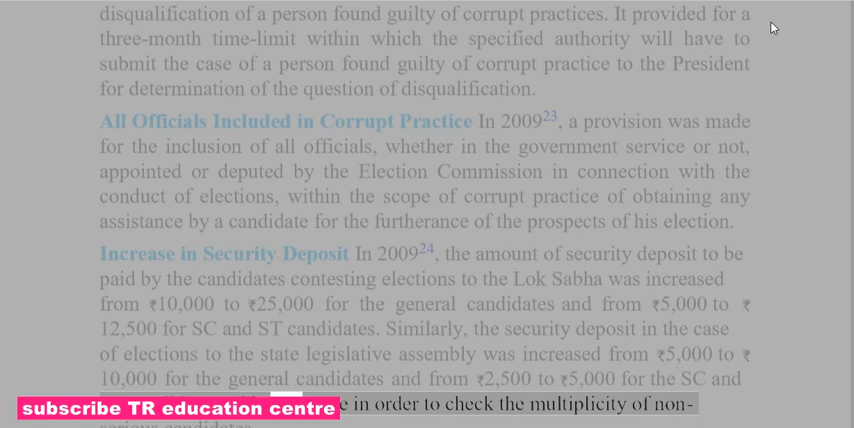 disqualification of a person found guilty of corrupt practices. It provided for a
three-month time-limit within which the specified authority will have to
submit the case of a person found guilty of corrupt practice to the President
for determination of the question of disqualification.
All Officials Included in Corrupt Practice In 2009²³, a provision was made
for the inclusion of all officials, whether in the government service or not,
appointed or deputed by the Election Commission in connection with the
conduct of elections, within the scope of corrupt practice of obtaining any
assistance by a candidate for the furtherance of the prospects of his election.
Increase in Security Deposit In 2009²⁴, the amount of security deposit to be
paid by the candidates contesting elections to the Lok Sabha was increased
from ₹10,000 to ₹25,000 for the general candidates and from ₹5,000 to ₹
12,500 for SC and ST candidates. Similarly, the security deposit in the case
of elections to the state legislative assembly was increased from ₹5,000 to ₹
10,000 for the general candidates and from ₹2,500 to ₹5,000 for the SC and
subscribe TR education centre
in order to check the multiplicity of non-